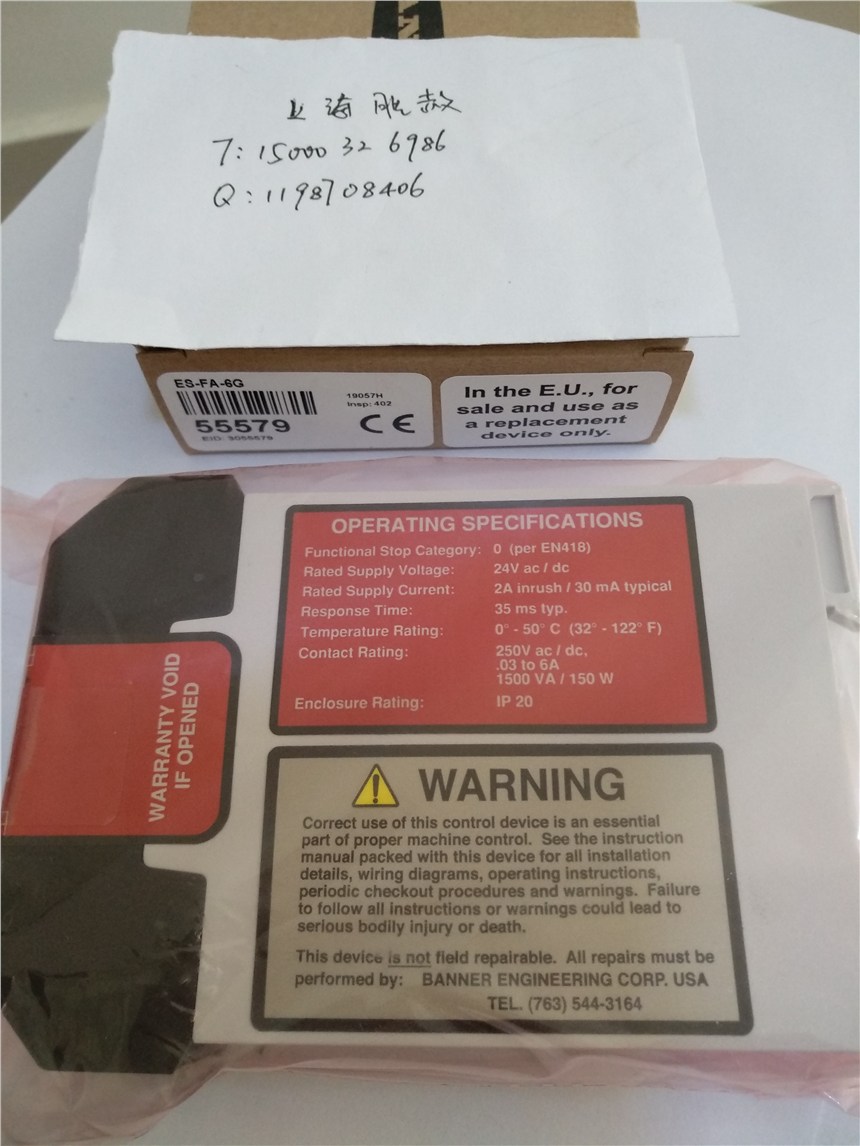 上海胜赦
T: 15000 32 6986
Q: 1198708406
ES-FA-6G
55579
EID: 3055579
19057H
Insp: 402
CE
In the E.U., for
sale and use as
a replacement
device only.
OPERATING SPECIFICATIONS
Functional Stop Category: 0 (per EN418)
Rated Supply Voltage: 24V ac / dc
Rated Supply Current: 2A inrush / 30 mA typical
Response Time: 35 ms typ.
Temperature Rating: 0° - 50° C (32° - 122° F)
Contact Rating: 250V ac / dc,
.03 to 6A
1500 VA / 150 W
Enclosure Rating: IP 20
WARRANTY VOID
IF OPENED
WARNING
Correct use of this control device is an essential
part of proper machine control. See the instruction
manual packed with this device for all installation
details, wiring diagrams, operating instructions,
periodic checkout procedures and warnings. Failure
to follow all instructions or warnings could lead to
serious bodily injury or death.
This device is not field repairable. All repairs must be
performed by: BANNER ENGINEERING CORP. USA
TEL. (763) 544-3164